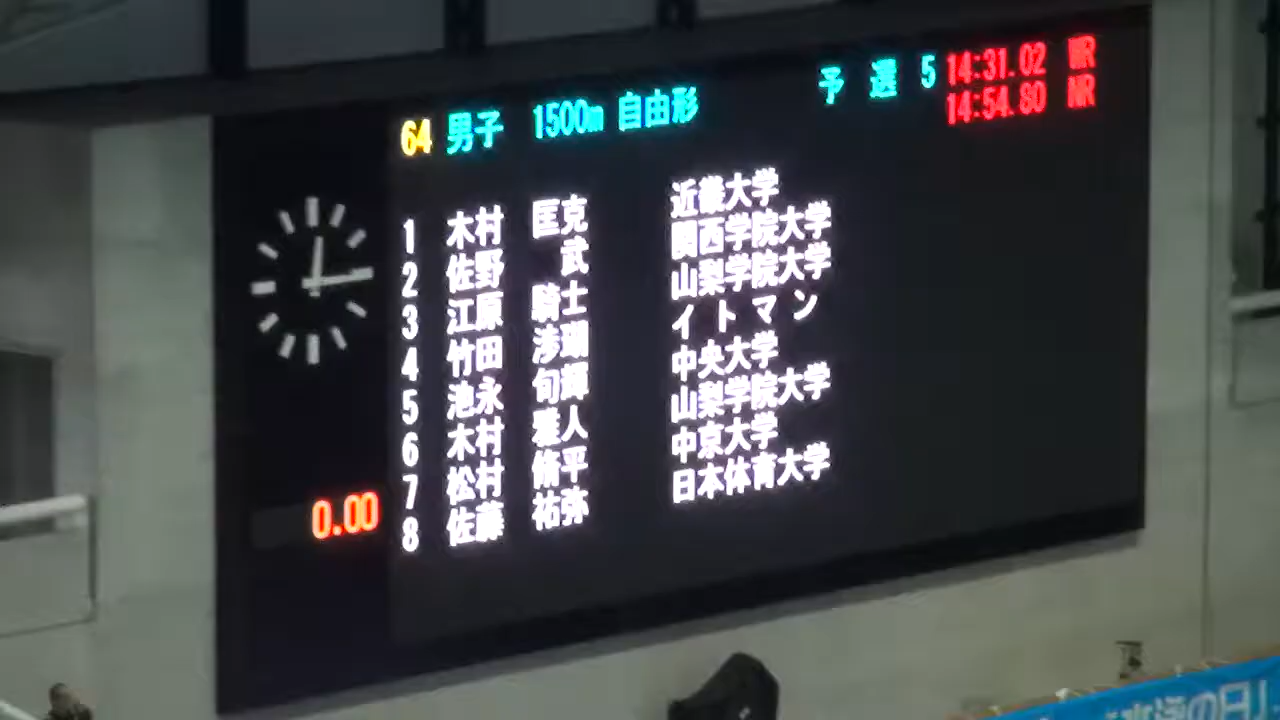 64 男子 1500m 自由形 予選 5 14:31.02 WR
14:54.80 NR
1 木村 匡克 近畿大学
2 佐野 武 関西学院大学
3 江原 騎士 山梨学院大学
4 竹田 渉瑚 イトマン
5 池永 旬輝 中央大学
6 木村 雅人 山梨学院大学
7 松村 脩平 中京大学
8 佐藤 祐弥 日本体育大学
0.00
の日」